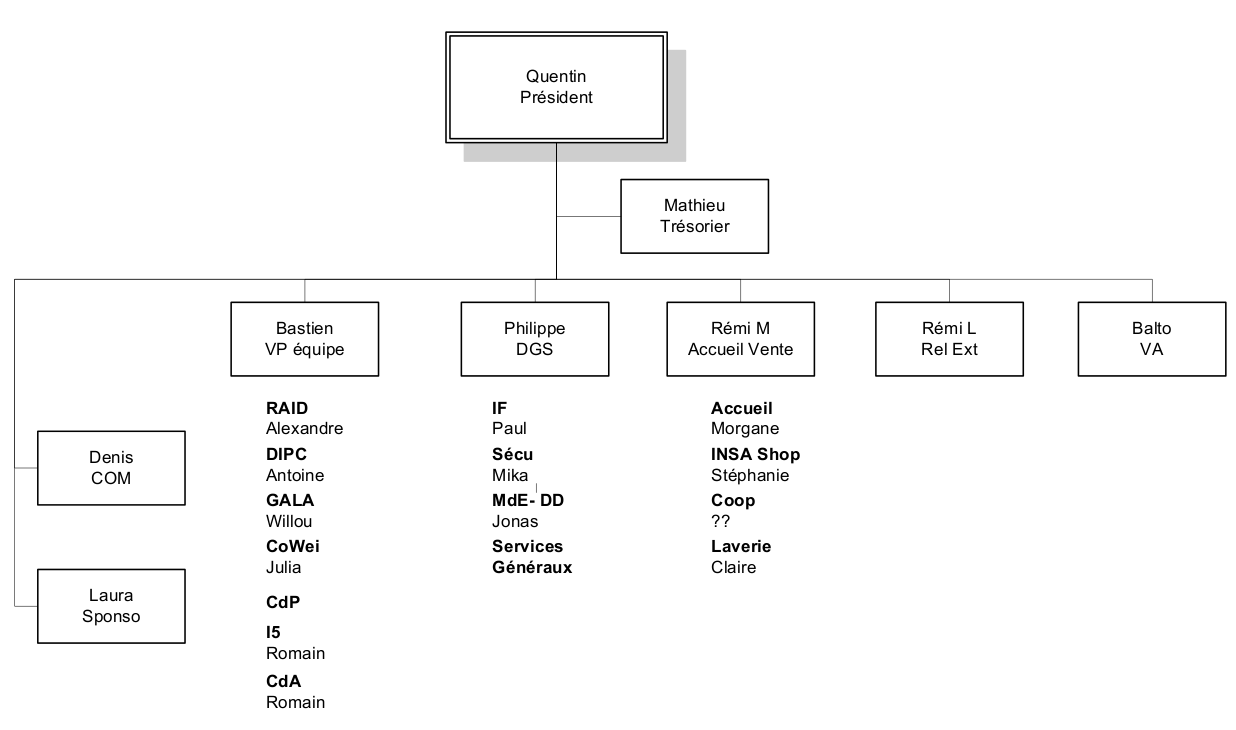 Quentin
Président
Mathieu
Trésorier
Bastien
VP équipe
Philippe
DGS
Rémi M
Accueil Vente
Rémi L
Rel Ext
Balto
VA
Denis
COM
Laura
Sponso
RAID
Alexandre
DIPC
Antoine
GALA
Willou
CoWei
Julia
CdP
I5
Romain
CdA
Romain
IF
Paul
Sécu
Mika
MdE- DD
Jonas
Services
Généraux
Accueil
Morgane
INSA Shop
Stéphanie
Coop
??
Laverie
Claire